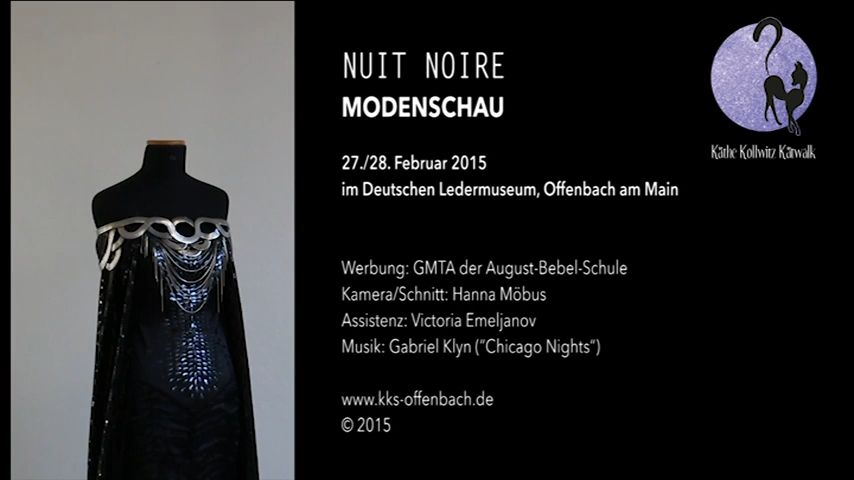 NUIT NOIRE
MODENSCHAU
27./28. Februar 2015
im Deutschen Ledermuseum, Offenbach am Main
Werbung: GMTA der August-Bebel-Schule
Kamera/Schnitt: Hanna Möbus
Assistenz: Victoria Emeljanov
Musik: Gabriel Klyn ("Chicago Nights")
www.kks-offenbach.de
© 2015
Käthe Kollwitz Kätwalk